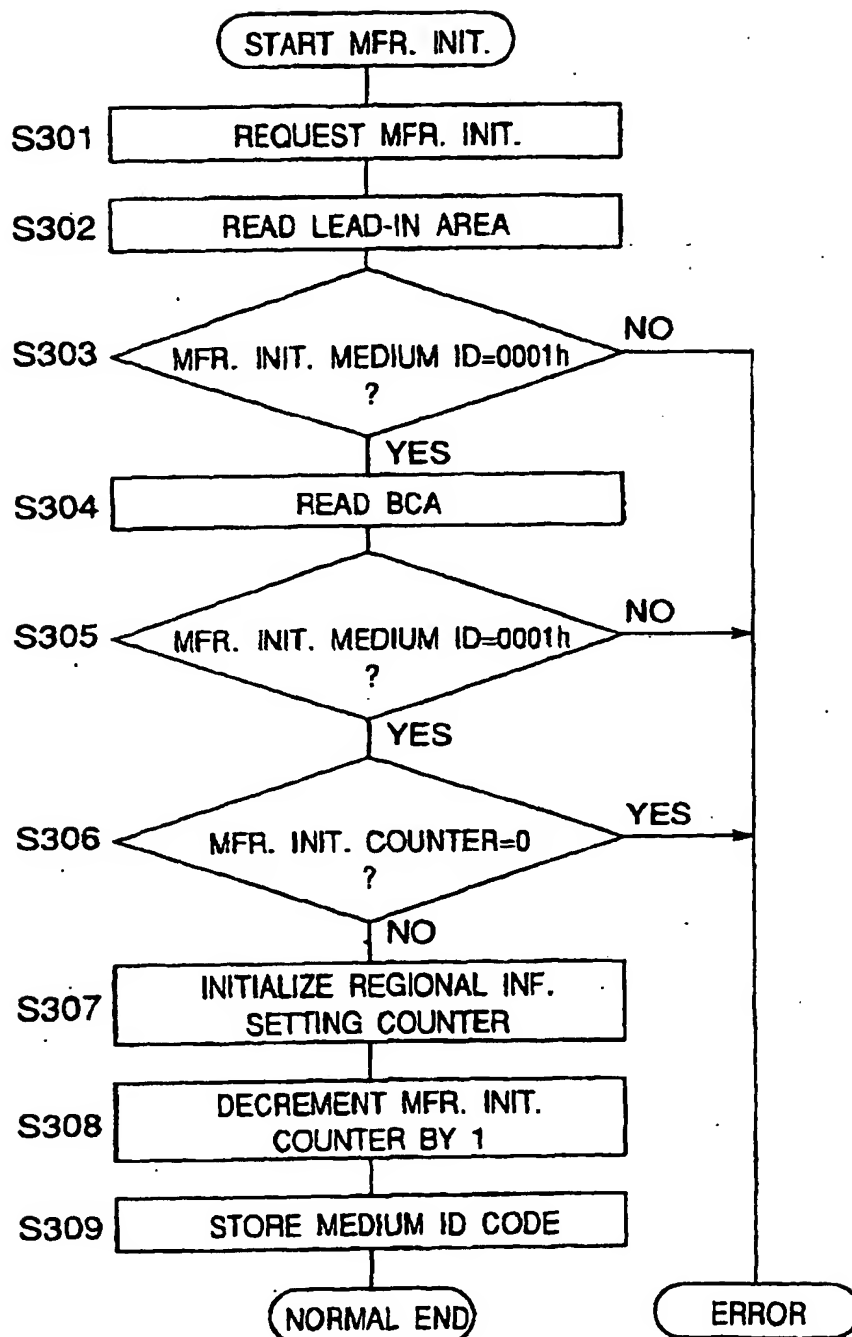 START MFR. INIT.
S301
REQUEST MFR. INIT.
S302
READ LEAD-IN AREA
S303
MFR. INIT. MEDIUM ID=0001h
?
NO
YES
S304
READ BCA
S305
MFR. INIT. MEDIUM ID=0001h
?
NO
YES
S306
MFR. INIT. COUNTER=0
?
YES
NO
S307
INITIALIZE REGIONAL INF.
SETTING COUNTER
S308
DECREMENT MFR. INIT.
COUNTER BY 1
S309
STORE MEDIUM ID CODE
NORMAL END
ERROR